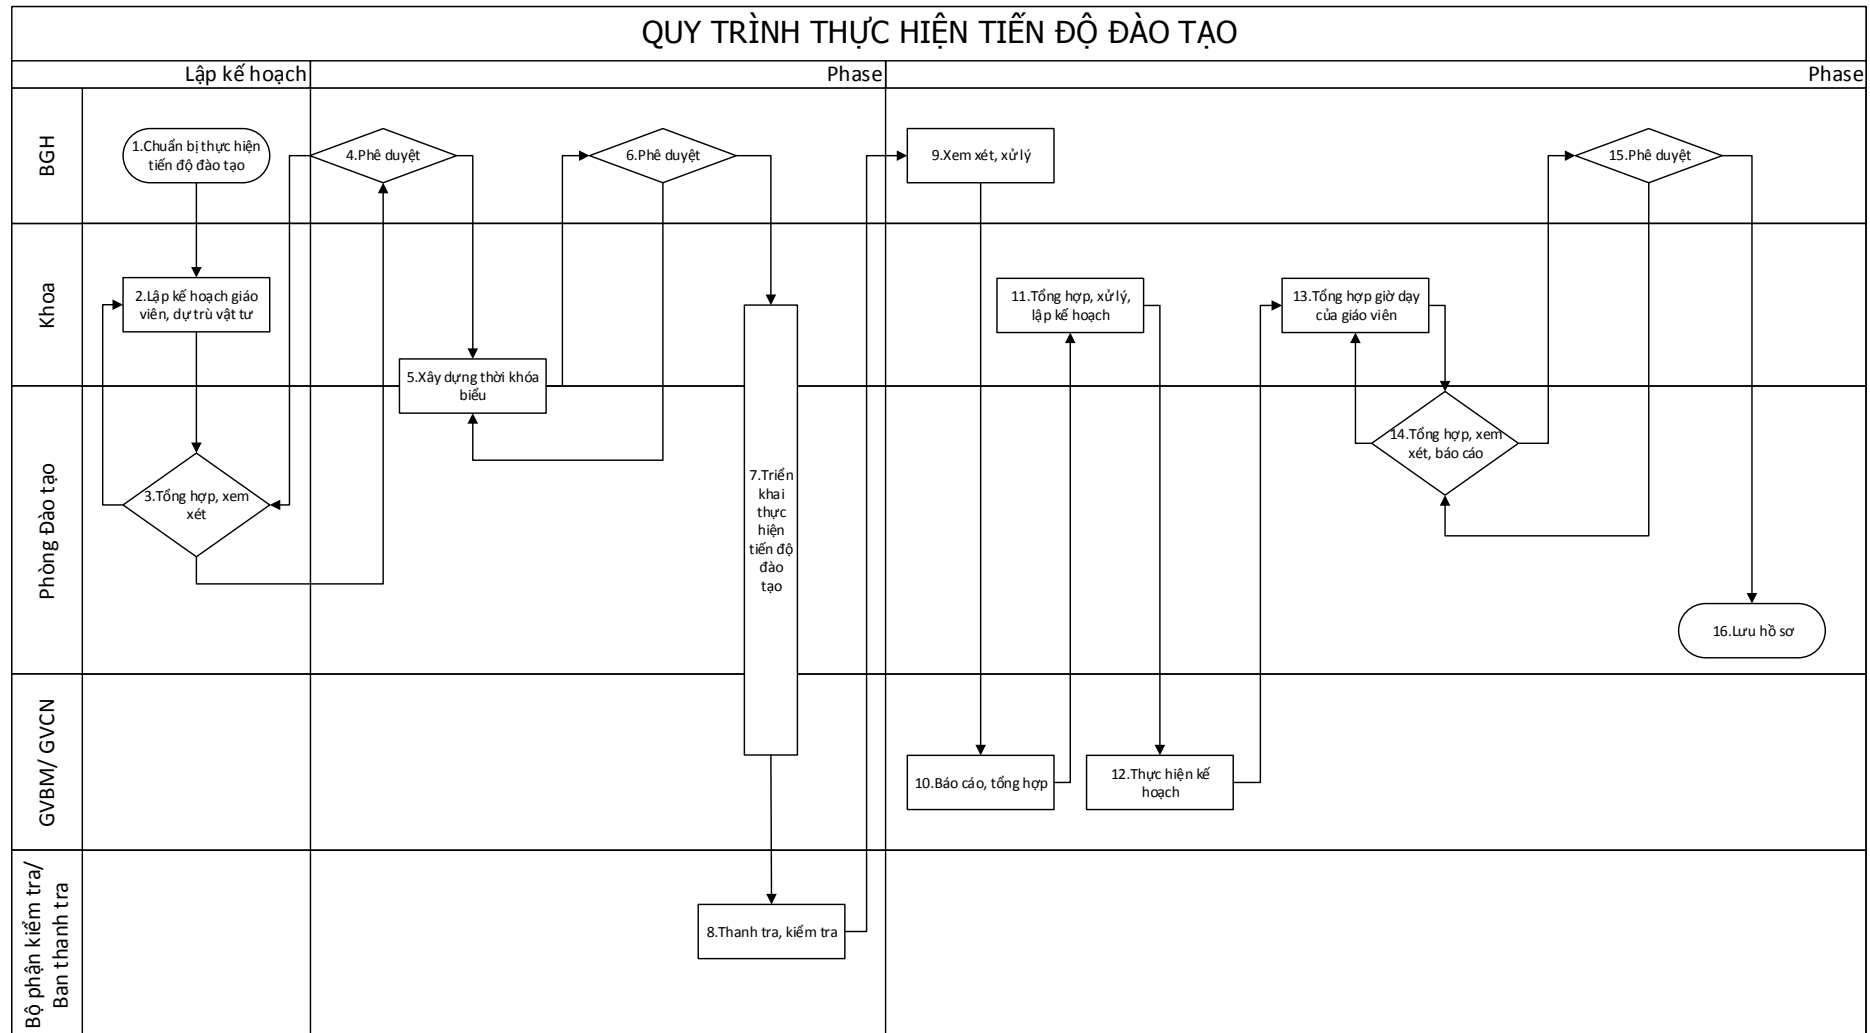 QUY TRÌNH THỰC HIỆN TIẾN ĐỘ ĐÀO TẠO
Lập kế hoạch
Phase
Phase
BGH
1.Chuẩn bị thực hiện
tiến độ đào tạo
4.Phê duyệt
6.Phê duyệt
9.Xem xét, xử lý
15.Phê duyệt
Khoa
2.Lập kế hoạch giáo
viên, dự trù vật tư
5.Xây dựng thời khóa
biểu
11.Tổng hợp, xử lý,
lập kế hoạch
13.Tổng hợp giờ dạy
của giáo viên
Phòng Đào tạo
3.Tổng hợp, xem
xét
7.Triển
khai
thực
hiện
tiến độ
đào
tạo
14.Tổng hợp, xem
xét, báo cáo
16.Lưu hồ sơ
GVBM/ GVCN
10.Báo cáo, tổng hợp
12.Thực hiện kế
hoạch
Bộ phận kiểm tra/
Ban thanh tra
8.Thanh tra, kiểm tra